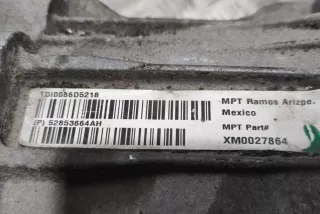 TDI0086D5218
(P) 52853664AH
MPT Ramos Arizpe.
Mexico
MPT Part#
XM0027864